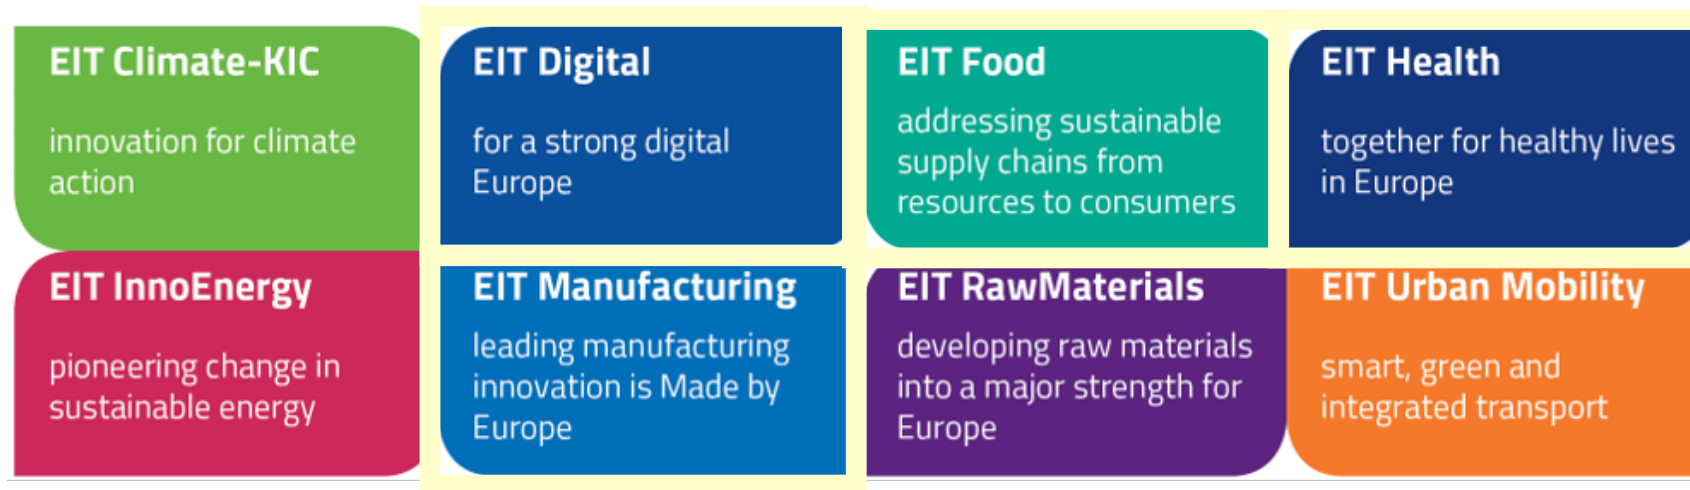 EIT Climate-KIC
innovation for climate
action
EIT Digital
for a strong digital
Europe
EIT Food
addressing sustainable
supply chains from
resources to consumers
EIT Health
together for healthy lives
in Europe
EIT InnoEnergy
pioneering change in
sustainable energy
EIT Manufacturing
leading manufacturing
innovation is Made by
Europe
EIT RawMaterials
developing raw materials
into a major strength for
Europe
EIT Urban Mobility
smart, green and
integrated transport